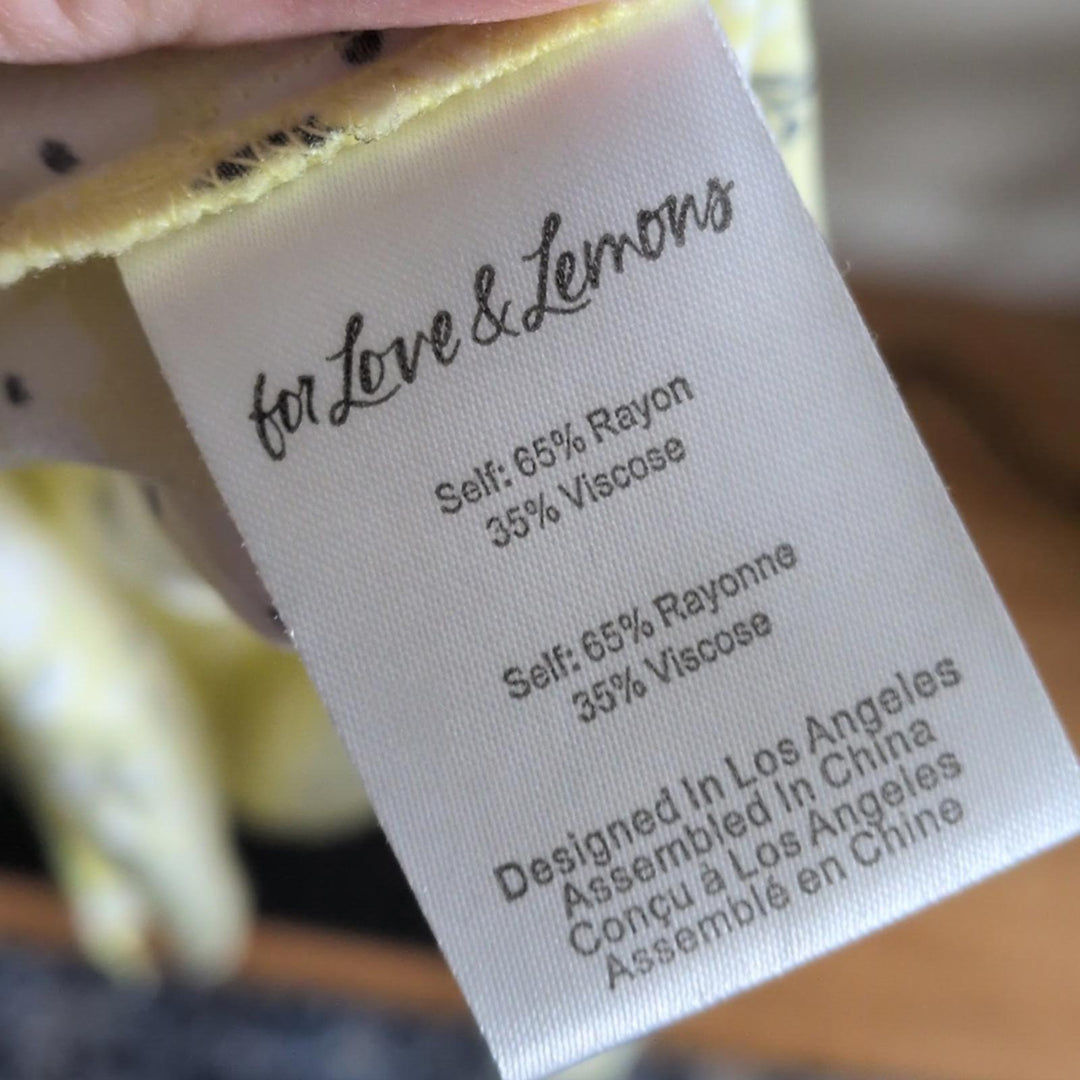 for Love & Lemons
Self: 65% Rayon
35% Viscose
Self: 65% Rayonne
35% Viscose
Designed In Los Angeles
Assembled In China
Conçu à Los Angeles
Assemblé en Chine